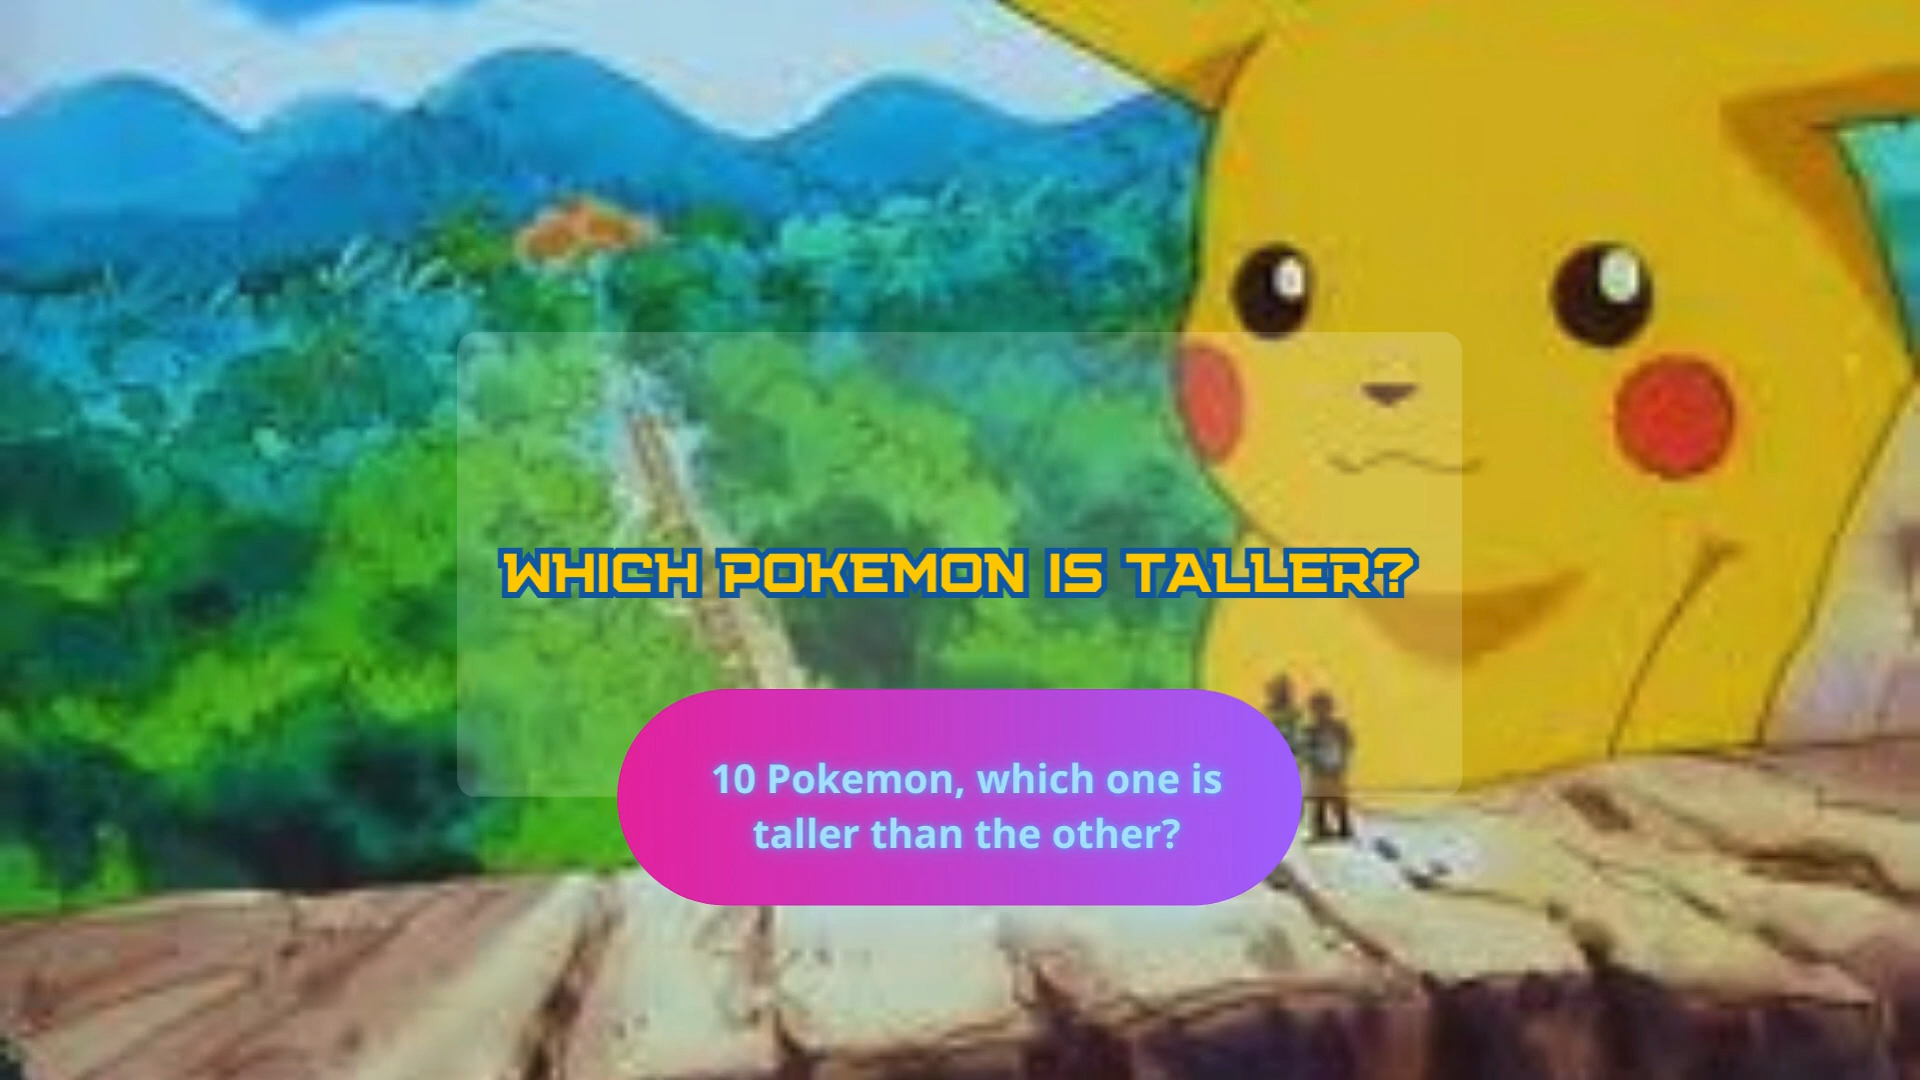 WHICH POKEMON IS TALLER?
10 Pokemon, which one is
taller than the other?